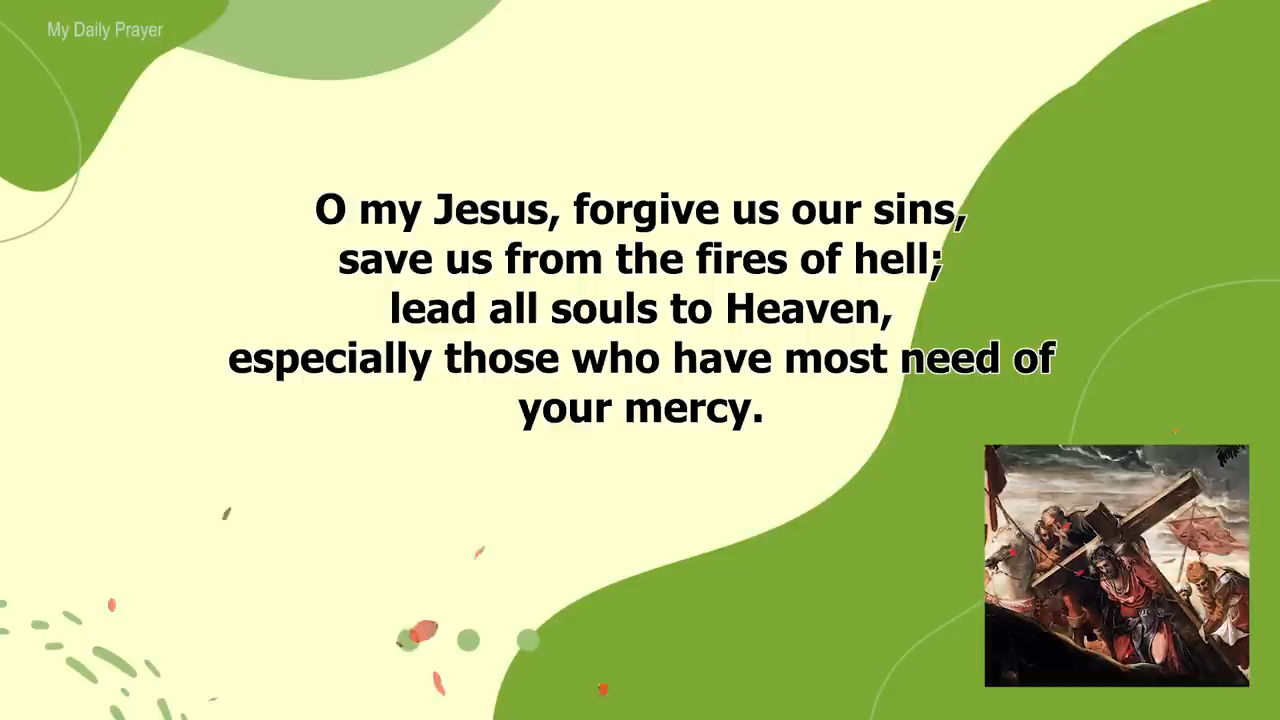 My Daily Prayer
O my Jesus, forgive us our sins,
save us from the fires of hell;
lead all souls to Heaven,
especially those who have most need of
your mercy.